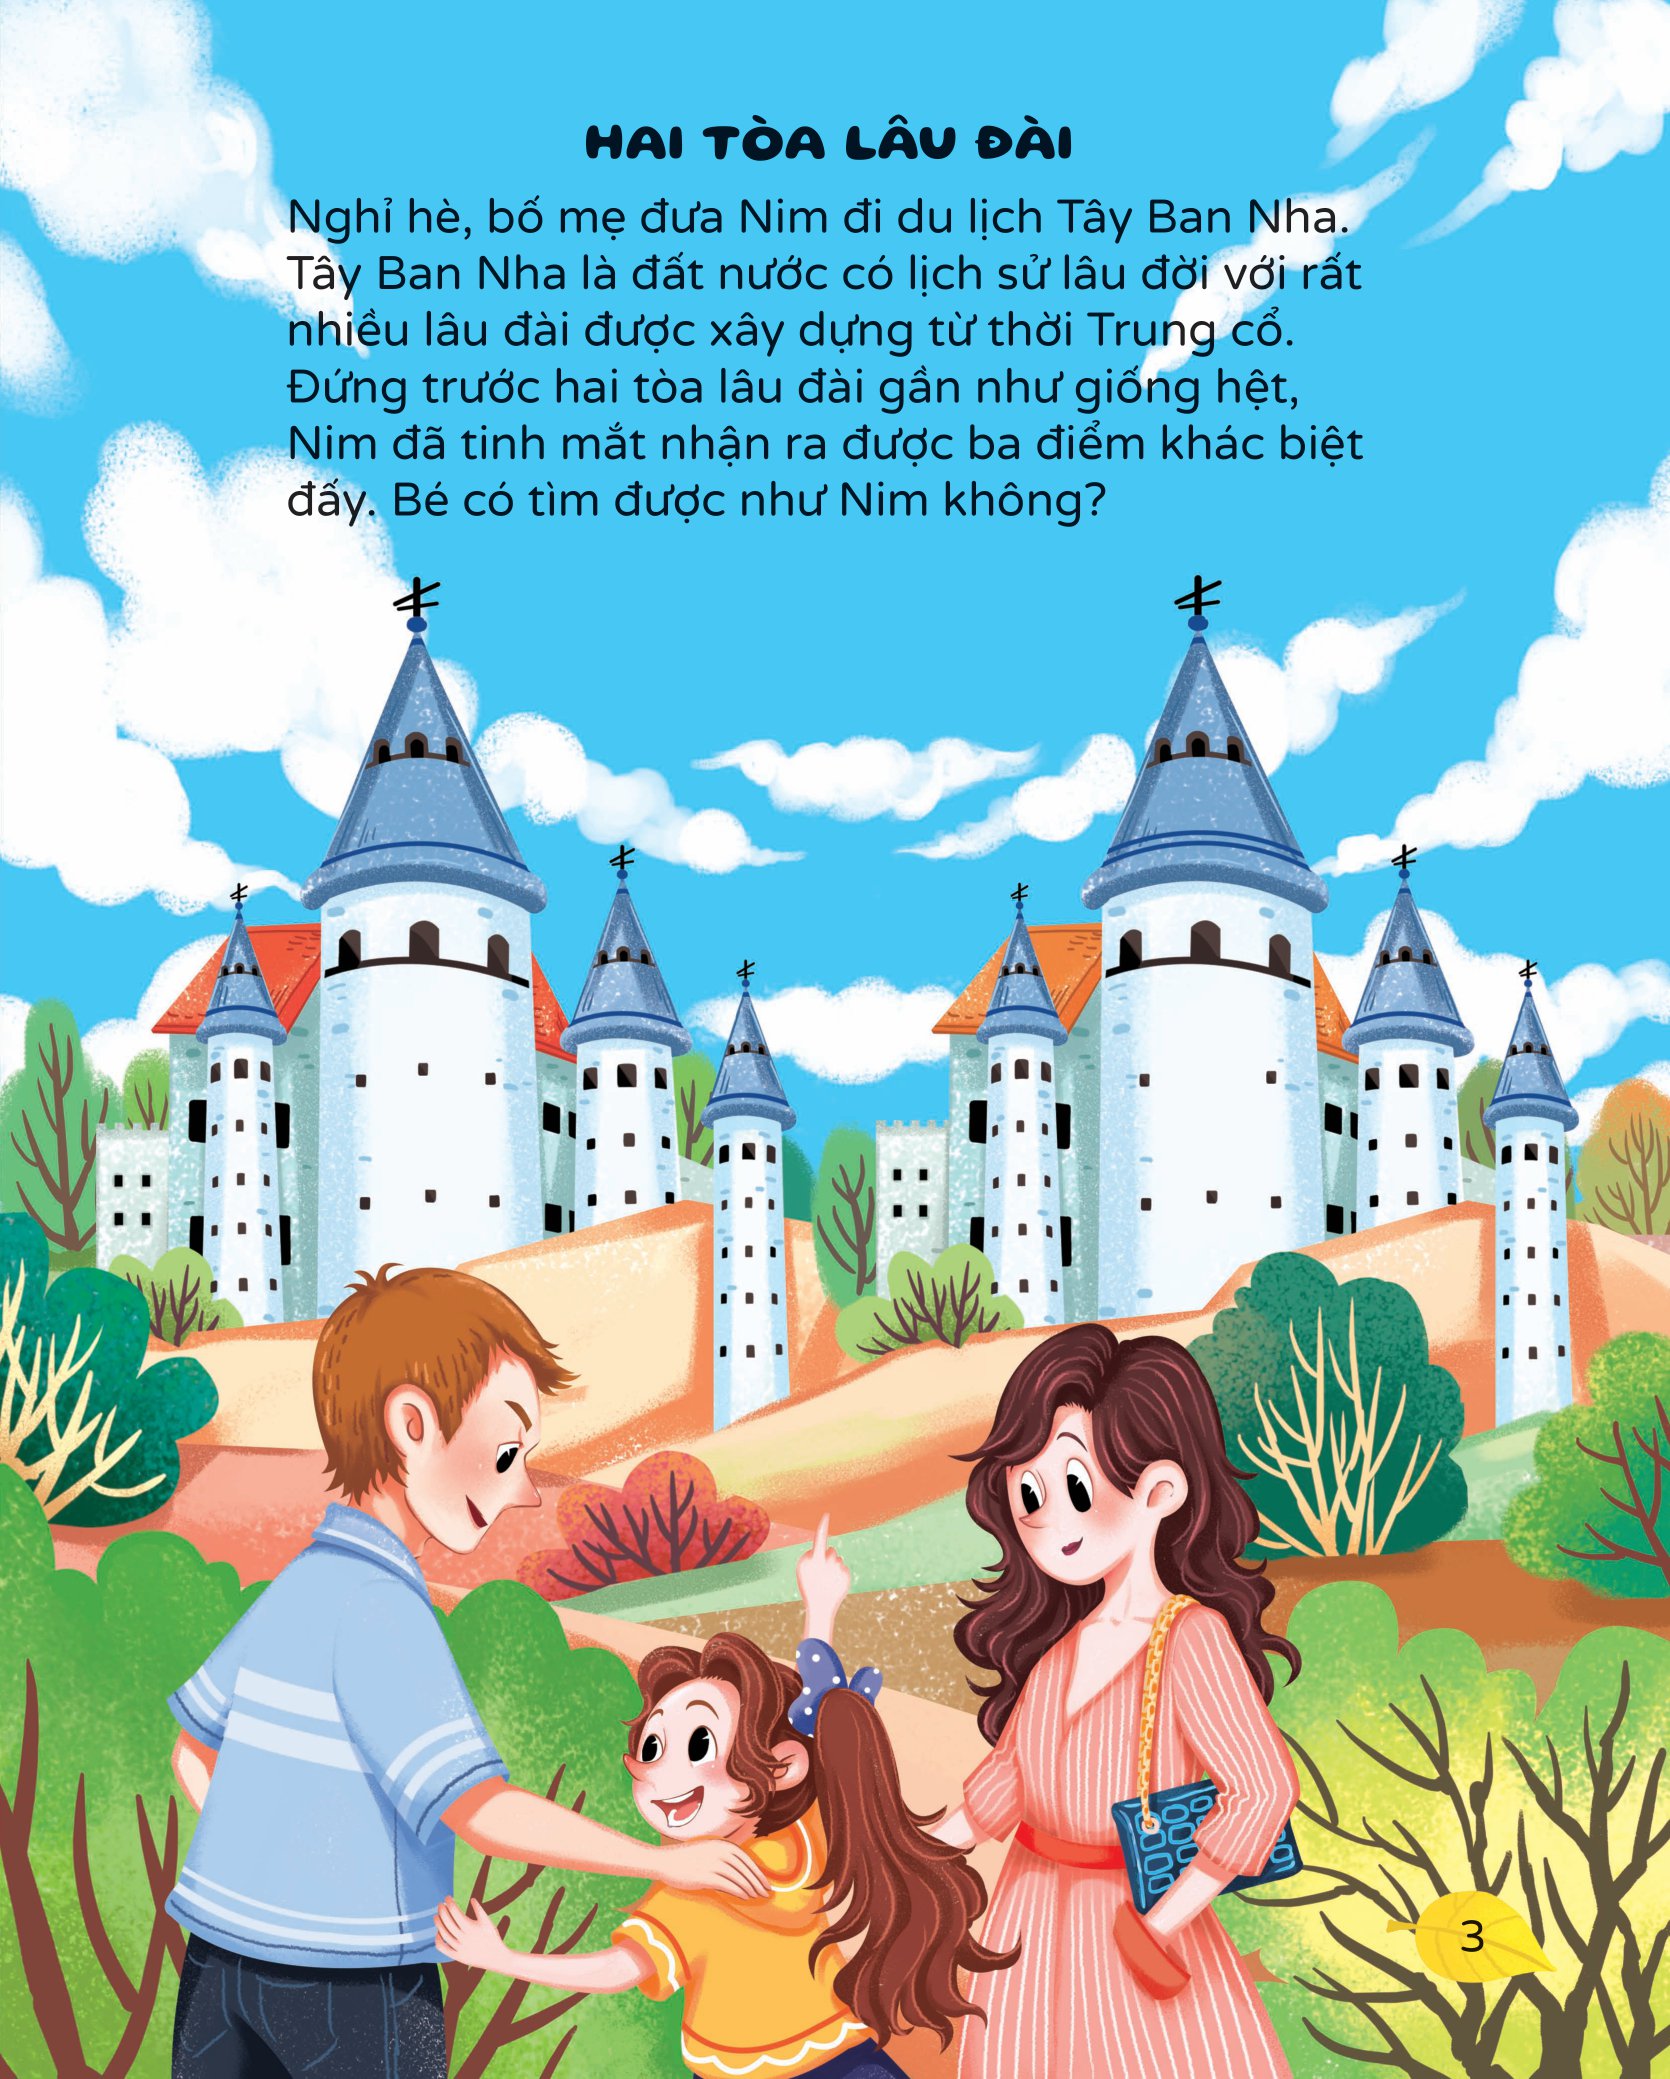 HAI TÒA LÂU ĐÀI
Nghỉ hè, bố mẹ đưa Nim đi du lịch Tây Ban Nha.
Tây Ban Nha là đất nước có lịch sử lâu đời với rất
nhiều lâu đài được xây dựng từ thời Trung cổ.
Đứng trước hai tòa lâu đài gần như giống hệt,
Nim đã tinh mắt nhận ra được ba điểm khác biệt
đấy. Bé có tìm được như Nim không?
3